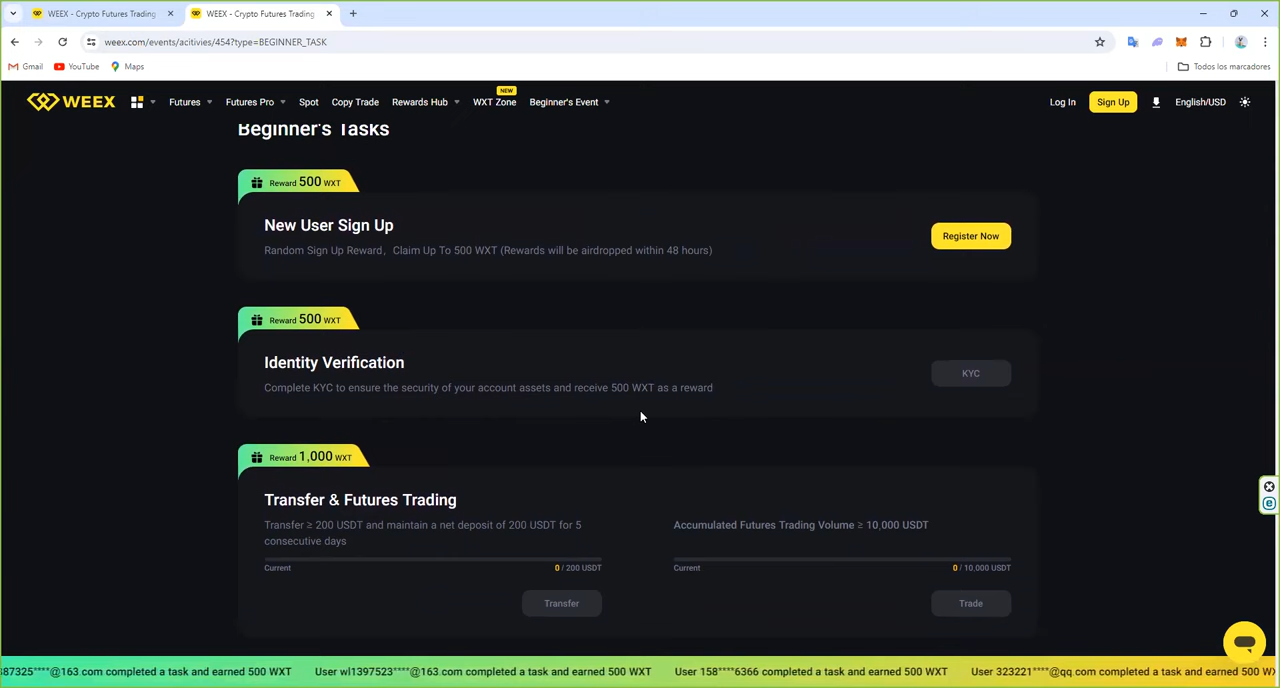 WEEX - Crypto Futures Trading
WEEX - Crypto Futures Trading
weex.com/events/acitivies/454?type=BEGINNER_TASK
Gmail
YouTube
Maps
Todos los marcadores
WEEX
Futures
Futures Pro
Spot
Copy Trade
Rewards Hub
WXT Zone
NEW
Beginner's Event
Log In
Sign Up
English/USD
Beginner's Tasks
Reward 500 WXT
New User Sign Up
Random Sign Up Reward, Claim Up To 500 WXT (Rewards will be airdropped within 48 hours)
Register Now
Reward 500 WXT
Identity Verification
Complete KYC to ensure the security of your account assets and receive 500 WXT as a reward
KYC
Reward 1,000 WXT
Transfer & Futures Trading
Transfer ≥ 200 USDT and maintain a net deposit of 200 USDT for 5
consecutive days
Current
0 / 200 USDT
Transfer
Accumulated Futures Trading Volume ≥ 10,000 USDT
Current
0 / 10,000 USDT
Trade
387325****@163.com completed a task and earned 500 WXT User wl1397523****@163.com completed a task and earned 500 WXT User 158****6366 completed a task and earned 500 WXT User 323221****@qq.com completed a task and earned 500 W